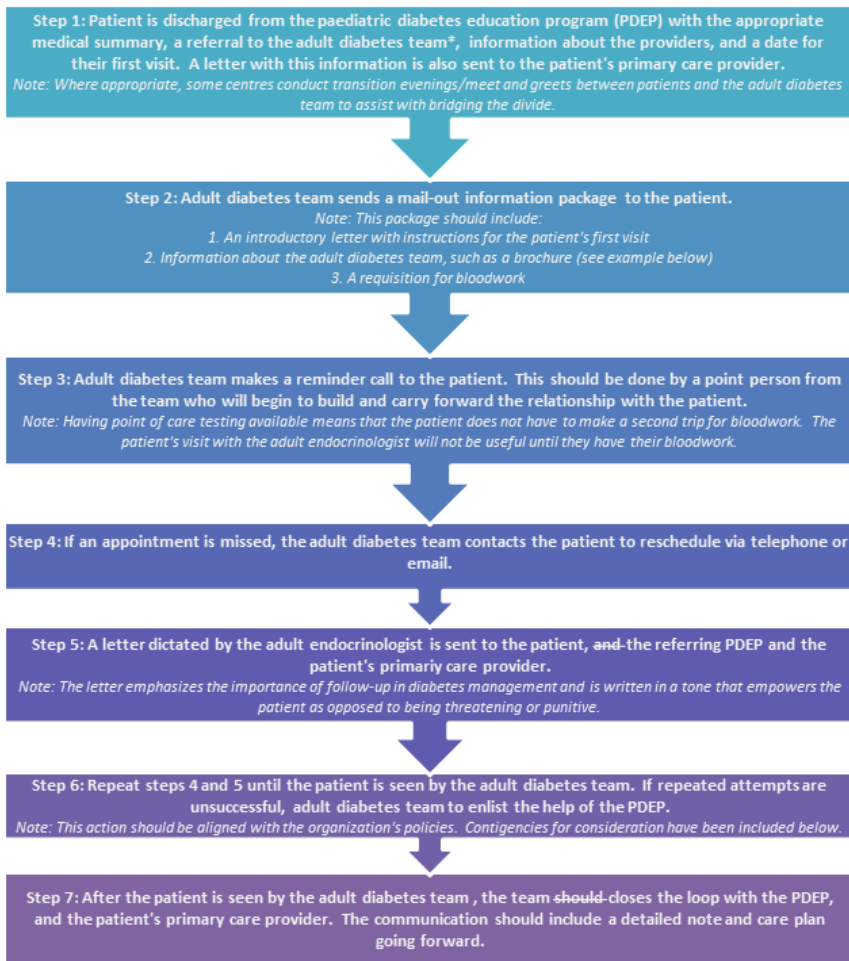 Step 1: Patient is discharged from the paediatric diabetes education program (PDEP) with the appropriate
medical summary, a referral to the adult diabetes team*, information about the providers, and a date for
their first visit. A letter with this information is also sent to the patient's primary care provider.
Note: Where appropriate, some centres conduct transition evenings/meet and greets between patients and the adult diabetes
team to assist with bridging the divide.
Step 2: Adult diabetes team sends a mail-out information package to the patient.
Note: This package should include:
1. An introductory letter with instructions for the patient's first visit
2. Information about the adult diabetes team, such as a brochure (see example below)
3. A requisition for bloodwork
Step 3: Adult diabetes team makes a reminder call to the patient. This should be done by a point person from
the team who will begin to build and carry forward the relationship with the patient.
Note: Having point of care testing available means that the patient does not have to make a second trip for bloodwork. The
patient's visit with the adult endocrinologist will not be useful until they have their bloodwork.
Step 4: If an appointment is missed, the adult diabetes team contacts the patient to reschedule via telephone or
email.
Step 5: A letter dictated by the adult endocrinologist is sent to the patient, and the referring PDEP and the
patient's primariy care provider.
Note: The letter emphasizes the importance of follow-up in diabetes management and is written in a tone that empowers the
patient as opposed to being threatening or punitive.
Step 6: Repeat steps 4 and 5 until the patient is seen by the adult diabetes team. If repeated attempts are
unsuccessful, adult diabetes team to enlist the help of the PDEP.
Note: This action should be aligned with the organization's policies. Contigencies for consideration have been included below.
Step 7: After the patient is seen by the adult diabetes team , the team should closes the loop with the PDEP,
and the patient's primary care provider. The communication should include a detailed note and care plan
going forward.